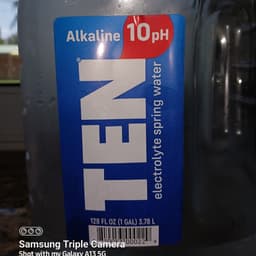 Alkaline 10pH
TEN
electrolyte spring water
128 FL OZ (1 GAL) 3.78 L
Samsung Triple Camera
Shot with my Galaxy A13 5G